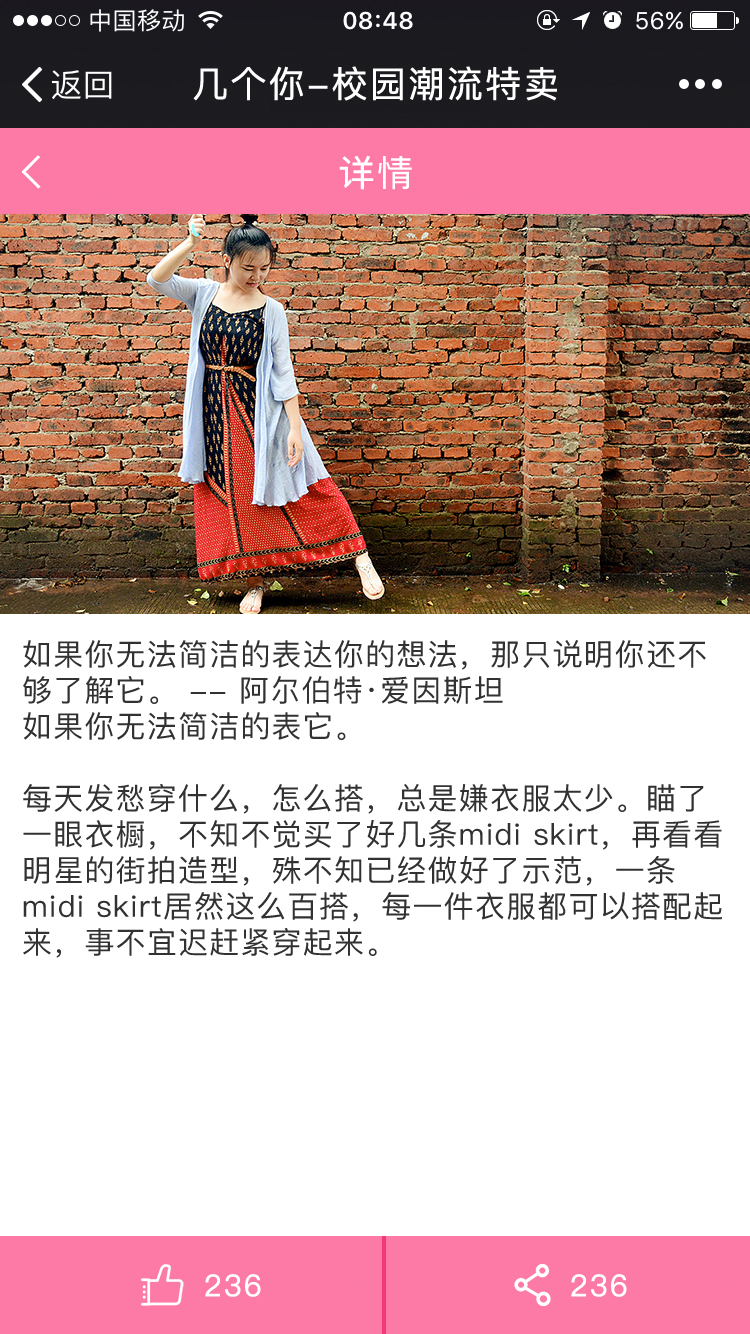 中国移动 08:48 56%
返回 几个你-校园潮流特卖
详情
如果你无法简洁的表达你的想法，那只说明你还不
够了解它。 -- 阿尔伯特·爱因斯坦
如果你无法简洁的表它。
每天发愁穿什么，怎么搭，总是嫌衣服太少。瞄了
一眼衣橱，不知不觉买了好几条midi skirt，再看看
明星的街拍造型，殊不知已经做好了示范，一条
midi skirt居然这么百搭，每一件衣服都可以搭配起
来，事不宜迟赶紧穿起来。
236 236